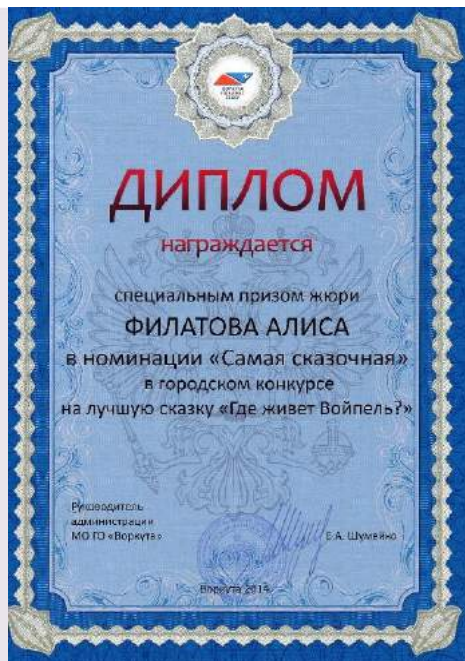 ДИПЛОМ
награждается
специальным призом жюри
ФИЛАТОВА АЛИСА
в номинации «Самая сказочная»
в городском конкурсе
на лучшую сказку «Где живет Войпель?»
Руководитель
администрации
МО ГО «Воркута»
Е.А. Шумейко
Воркута 2014